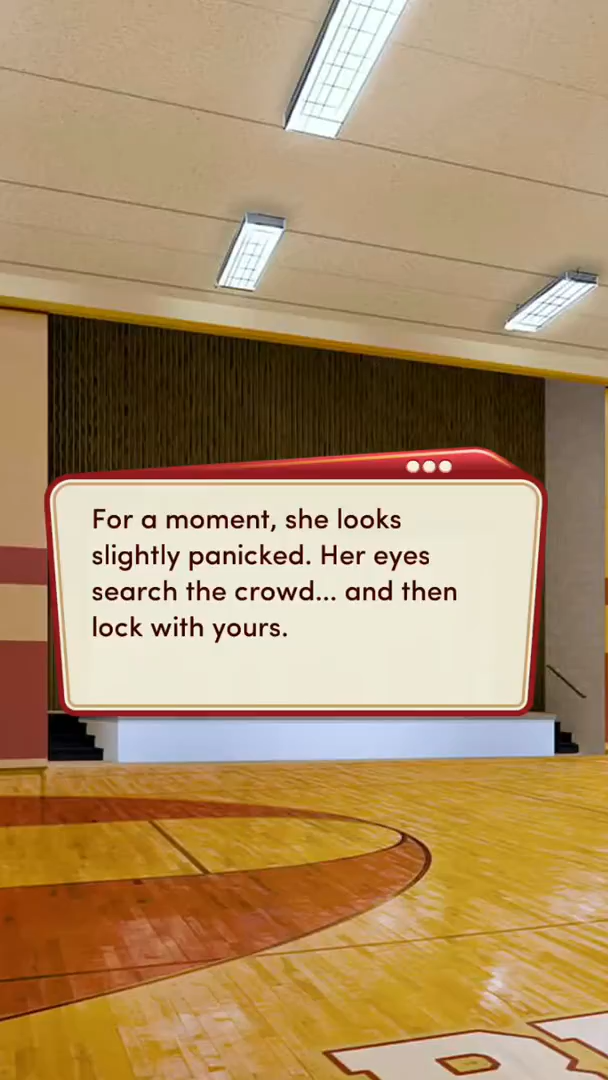 For a moment, she looks
slightly panicked. Her eyes
search the crowd... and then
lock with yours.